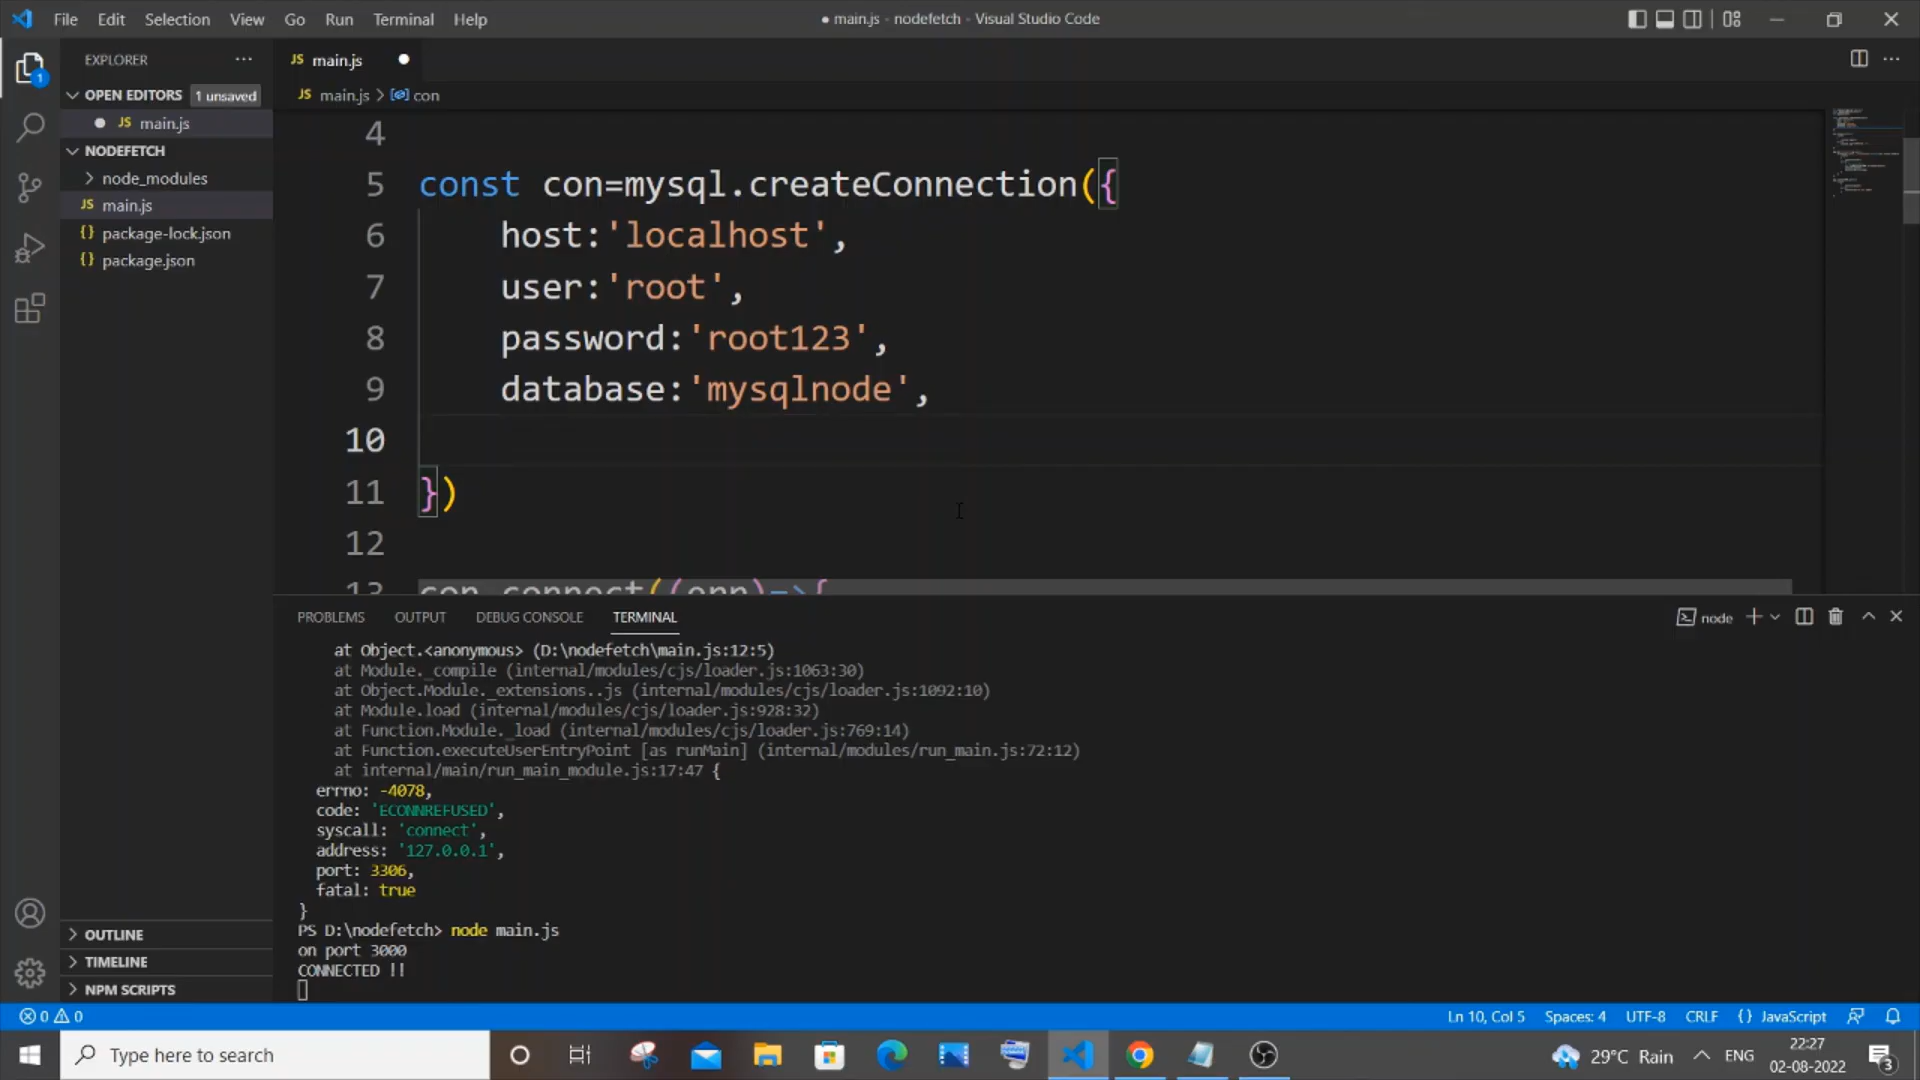 File Edit Selection View Go Run Terminal Help
● main.js - nodefetch - Visual Studio Code
EXPLORER ···
JS main.js ●
OPEN EDITORS 1 unsaved
● JS main.js
NODEFETCH
node_modules
JS main.js
{} package-lock.json
{} package.json
OUTLINE
TIMELINE
NPM SCRIPTS
1
JS main.js > con
4
5 const con=mysql.createConnection({
6 host:'localhost',
7 user:'root',
8 password:'root123',
9 database:'mysqlnode',
10
11 })
12
13 con.connect((err)=>{
PROBLEMS OUTPUT DEBUG CONSOLE TERMINAL
node
at Object.<anonymous> (D:\nodefetch\main.js:12:5)
at Module._compile (internal/modules/cjs/loader.js:1063:30)
at Object.Module._extensions..js (internal/modules/cjs/loader.js:1092:10)
at Module.load (internal/modules/cjs/loader.js:928:32)
at Function.Module._load (internal/modules/cjs/loader.js:769:14)
at Function.executeUserEntryPoint [as runMain] (internal/modules/run_main.js:72:12)
at internal/main/run_main_module.js:17:47 {
errno: -4078,
code: 'ECONNREFUSED',
syscall: 'connect',
address: '127.0.0.1',
port: 3306,
fatal: true
}
PS D:\nodefetch> node main.js
on port 3000
CONNECTED !!
0 0
Ln 10, Col 5 Spaces: 4 UTF-8 CRLF {} JavaScript
Type here to search
29°C Rain ENG
22:27
02-08-2022
3